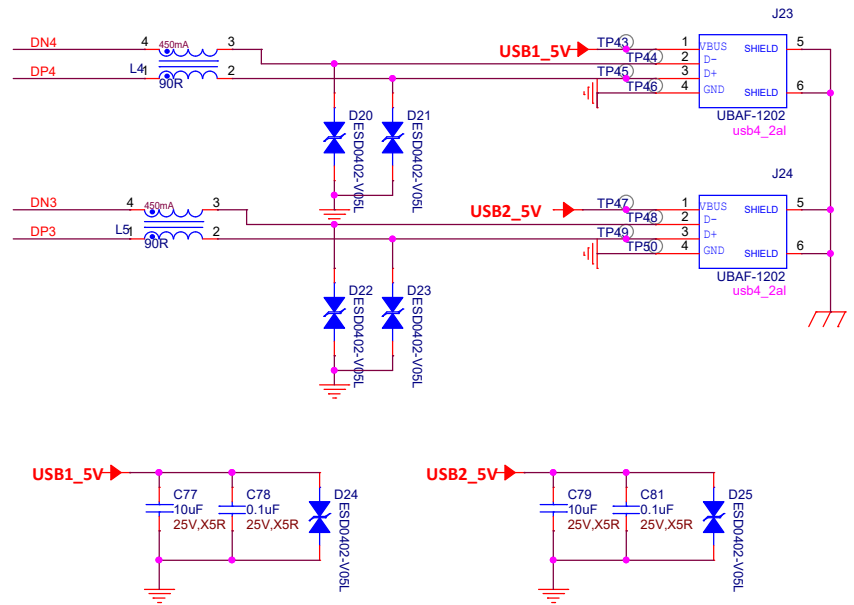 J23
DN4 4 450mA 3 USB1_5V TP43 1 VBUS SHIELD 5
TP44 2 D-
DP4 L4 1 2 TP45 3 D+
90R TP46 4 GND SHIELD 6
UBAF-1202
usb4_2al
D20 ESD0402-V05L
D21 ESD0402-V05L
J24
DN3 4 450mA 3 USB2_5V TP47 1 VBUS SHIELD 5
TP48 2 D-
DP3 L5 1 2 TP49 3 D+
90R TP50 4 GND SHIELD 6
UBAF-1202
usb4_2al
D22 ESD0402-V05L
D23 ESD0402-V05L
USB1_5V
C77
10uF
25V,X5R
C78
0.1uF
25V,X5R
D24
ESD0402-V05L
USB2_5V
C79
10uF
25V,X5R
C81
0.1uF
25V,X5R
D25
ESD0402-V05L